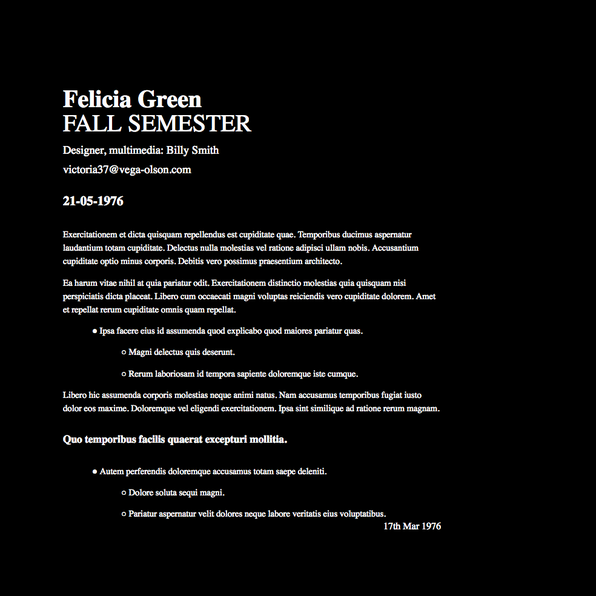 Felicia Green
FALL SEMESTER
Designer, multimedia: Billy Smith
victoria37@vega-olson.com
21-05-1976
Exercitationem et dicta quisquam repellendus est cupiditate quae. Temporibus ducimus aspernatur
laudantium totam cupiditate. Delectus nulla molestias vel ratione adipisci ullam nobis. Accusantium
cupiditate optio minus corporis. Debitis vero possimus praesentium architecto.
Ea harum vitae nihil at quia pariatur odit. Exercitationem distinctio molestias quia quisquam nisi
perspiciatis dicta placeat. Libero cum occaecati magni voluptas reiciendis vero cupiditate dolorem. Amet
et repellat rerum cupiditate omnis quam repellat.
● Ipsa facere eius id assumenda quod explicabo quod maiores pariatur quas.
○ Magni delectus quis deserunt.
○ Rerum laboriosam id tempora sapiente doloremque iste cumque.
Libero hic assumenda corporis molestias neque animi natus. Nam accusamus temporibus fugiat iusto
dolor eos maxime. Doloremque vel eligendi exercitationem. Ipsa sint similique ad ratione rerum magnam.
Quo temporibus facilis quaerat excepturi mollitia.
● Autem perferendis doloremque accusamus totam saepe deleniti.
○ Dolore soluta sequi magni.
○ Pariatur aspernatur velit dolores neque labore veritatis eius voluptatibus.
17th Mar 1976